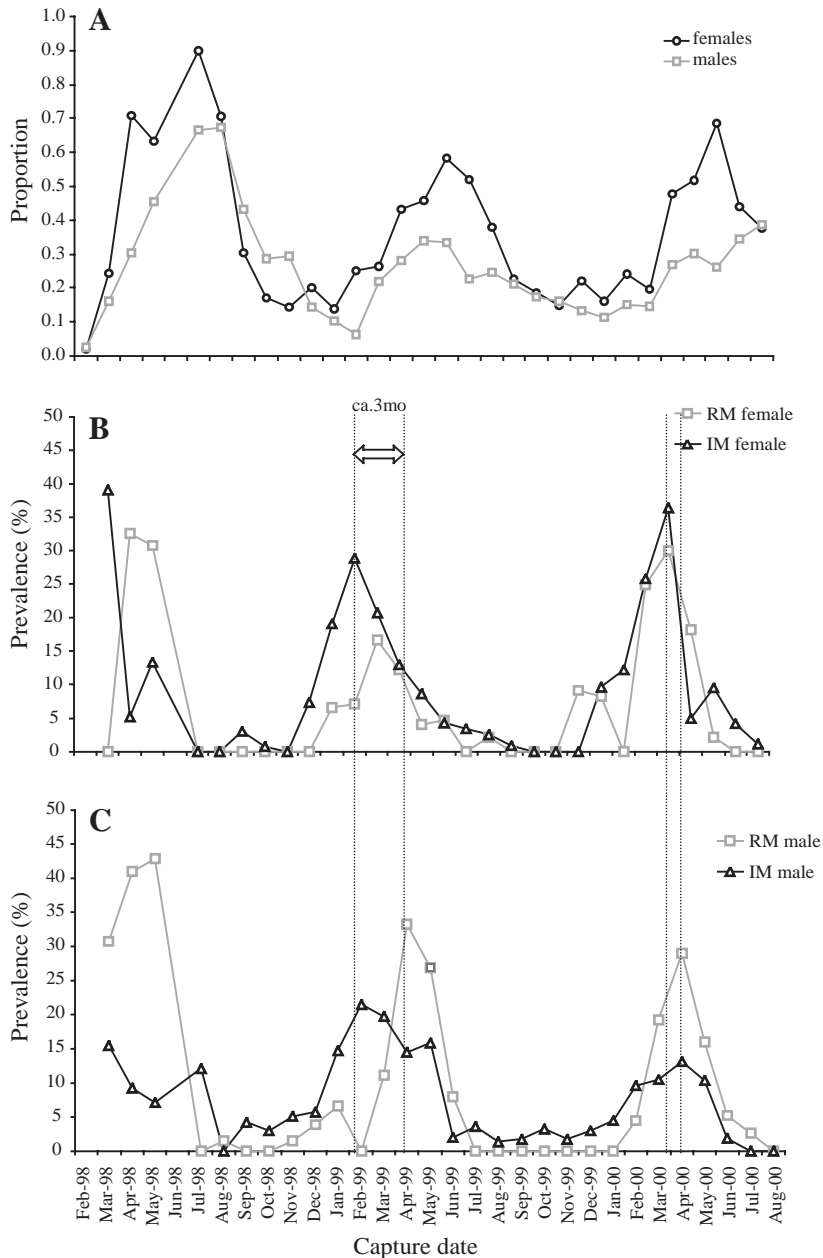 A
females
males
1.0
0.9
0.8
0.7
0.6
0.5
0.4
0.3
0.2
0.1
0.0
Proportion
B
ca.3mo
RM female
IM female
50
45
40
35
30
25
20
15
10
5
0
Prevalence (%)
C
RM male
IM male
50
45
40
35
30
25
20
15
10
5
0
Prevalence (%)
Feb-98
Mar-98
Apr-98
May-98
Jun-98
Jul-98
Aug-98
Sep-98
Oct-98
Nov-98
Dec-98
Jan-99
Feb-99
Mar-99
Apr-99
May-99
Jun-99
Jul-99
Aug-99
Sep-99
Oct-99
Nov-99
Dec-99
Jan-00
Feb-00
Mar-00
Apr-00
May-00
Jun-00
Jul-00
Aug-00
Capture date